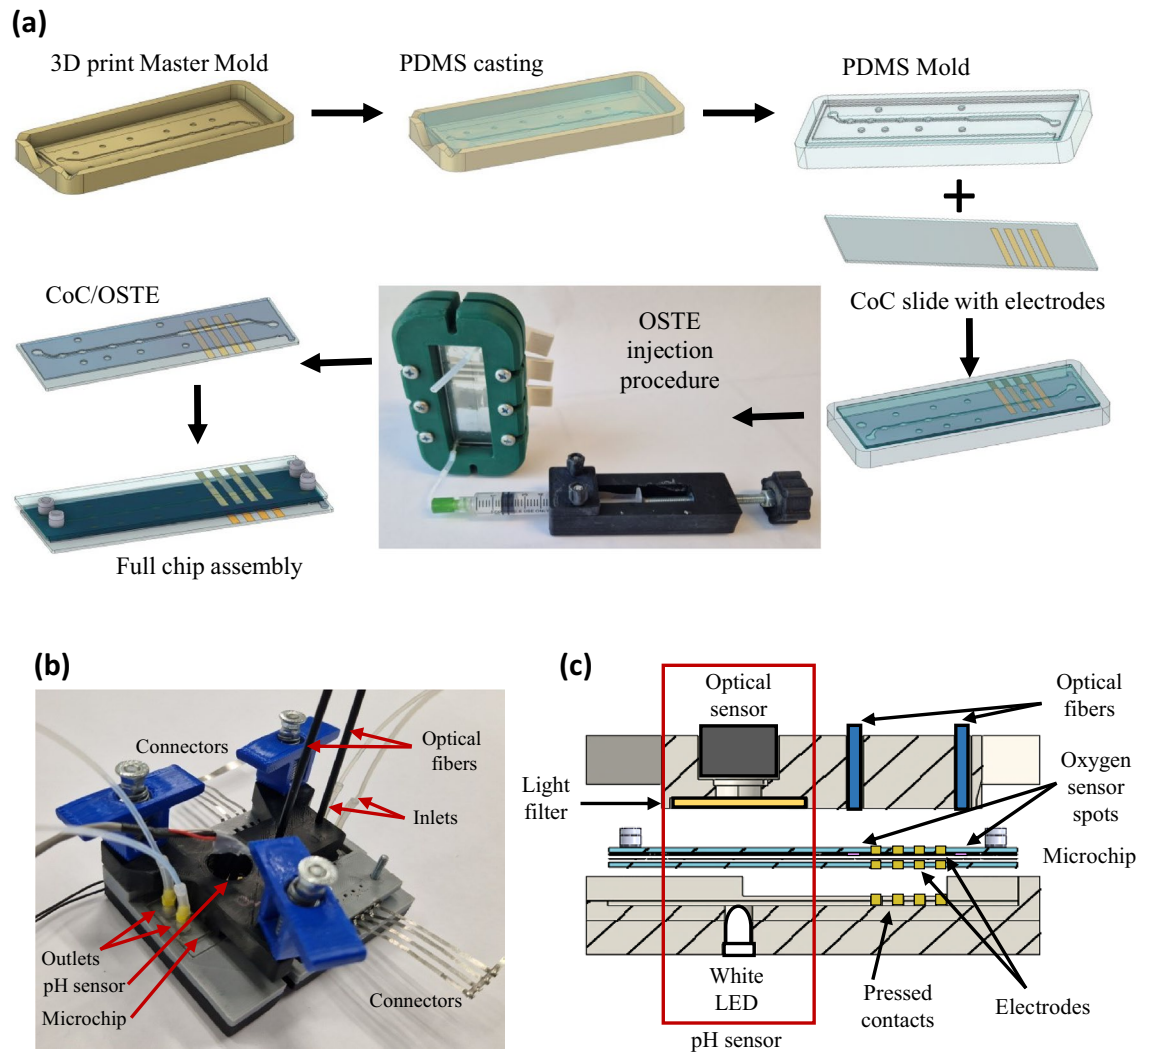 (a)
3D print Master Mold
PDMS casting
PDMS Mold
CoC slide with electrodes
OSTE
injection
procedure
CoC/OSTE
Full chip assembly
(b)
Connectors
Optical
fibers
Inlets
Outlets
pH sensor
Microchip
Connectors
(c)
Optical
sensor
Optical
fibers
Light
filter
Oxygen
sensor
spots
Microchip
White
LED
Pressed
contacts
Electrodes
pH sensor